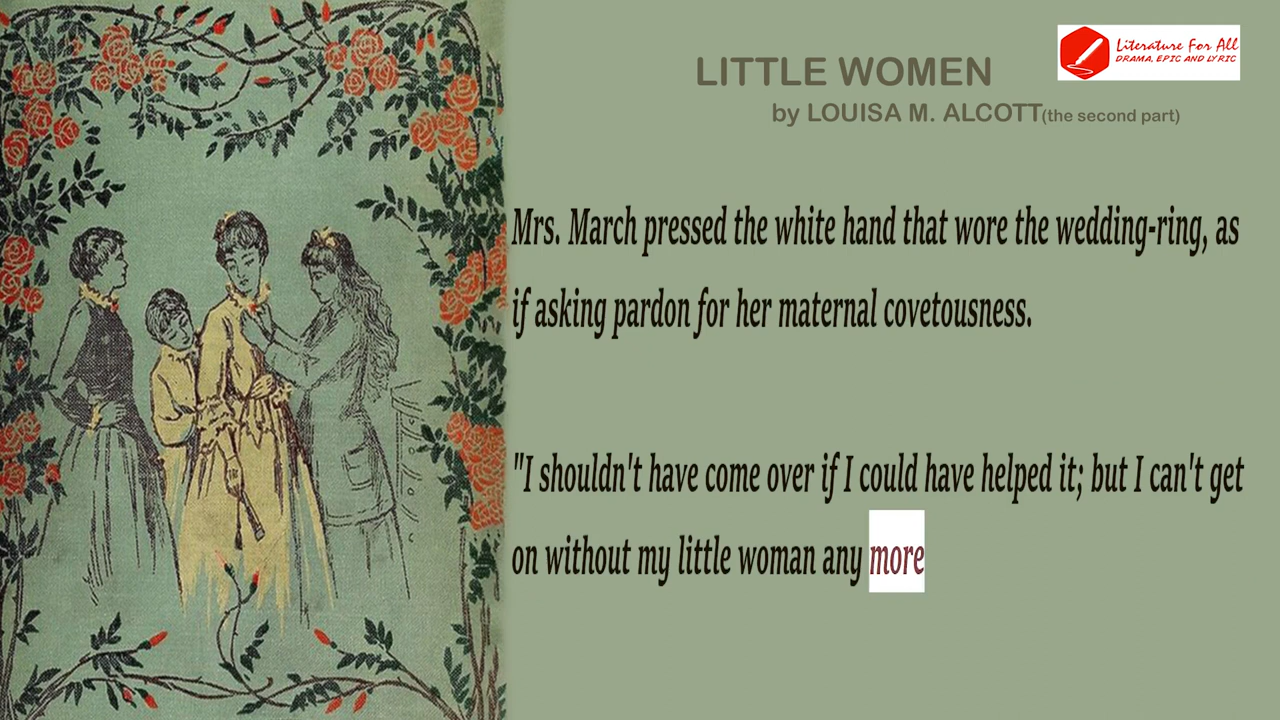 LITTLE WOMEN
by LOUISA M. ALCOTT(the second part)
Literature For All
DRAMA, EPIC AND LYRIC
Mrs. March pressed the white hand that wore the wedding-ring, as
if asking pardon for her maternal covetousness.
"I shouldn't have come over if I could have helped it; but I can't get
on without my little woman any more